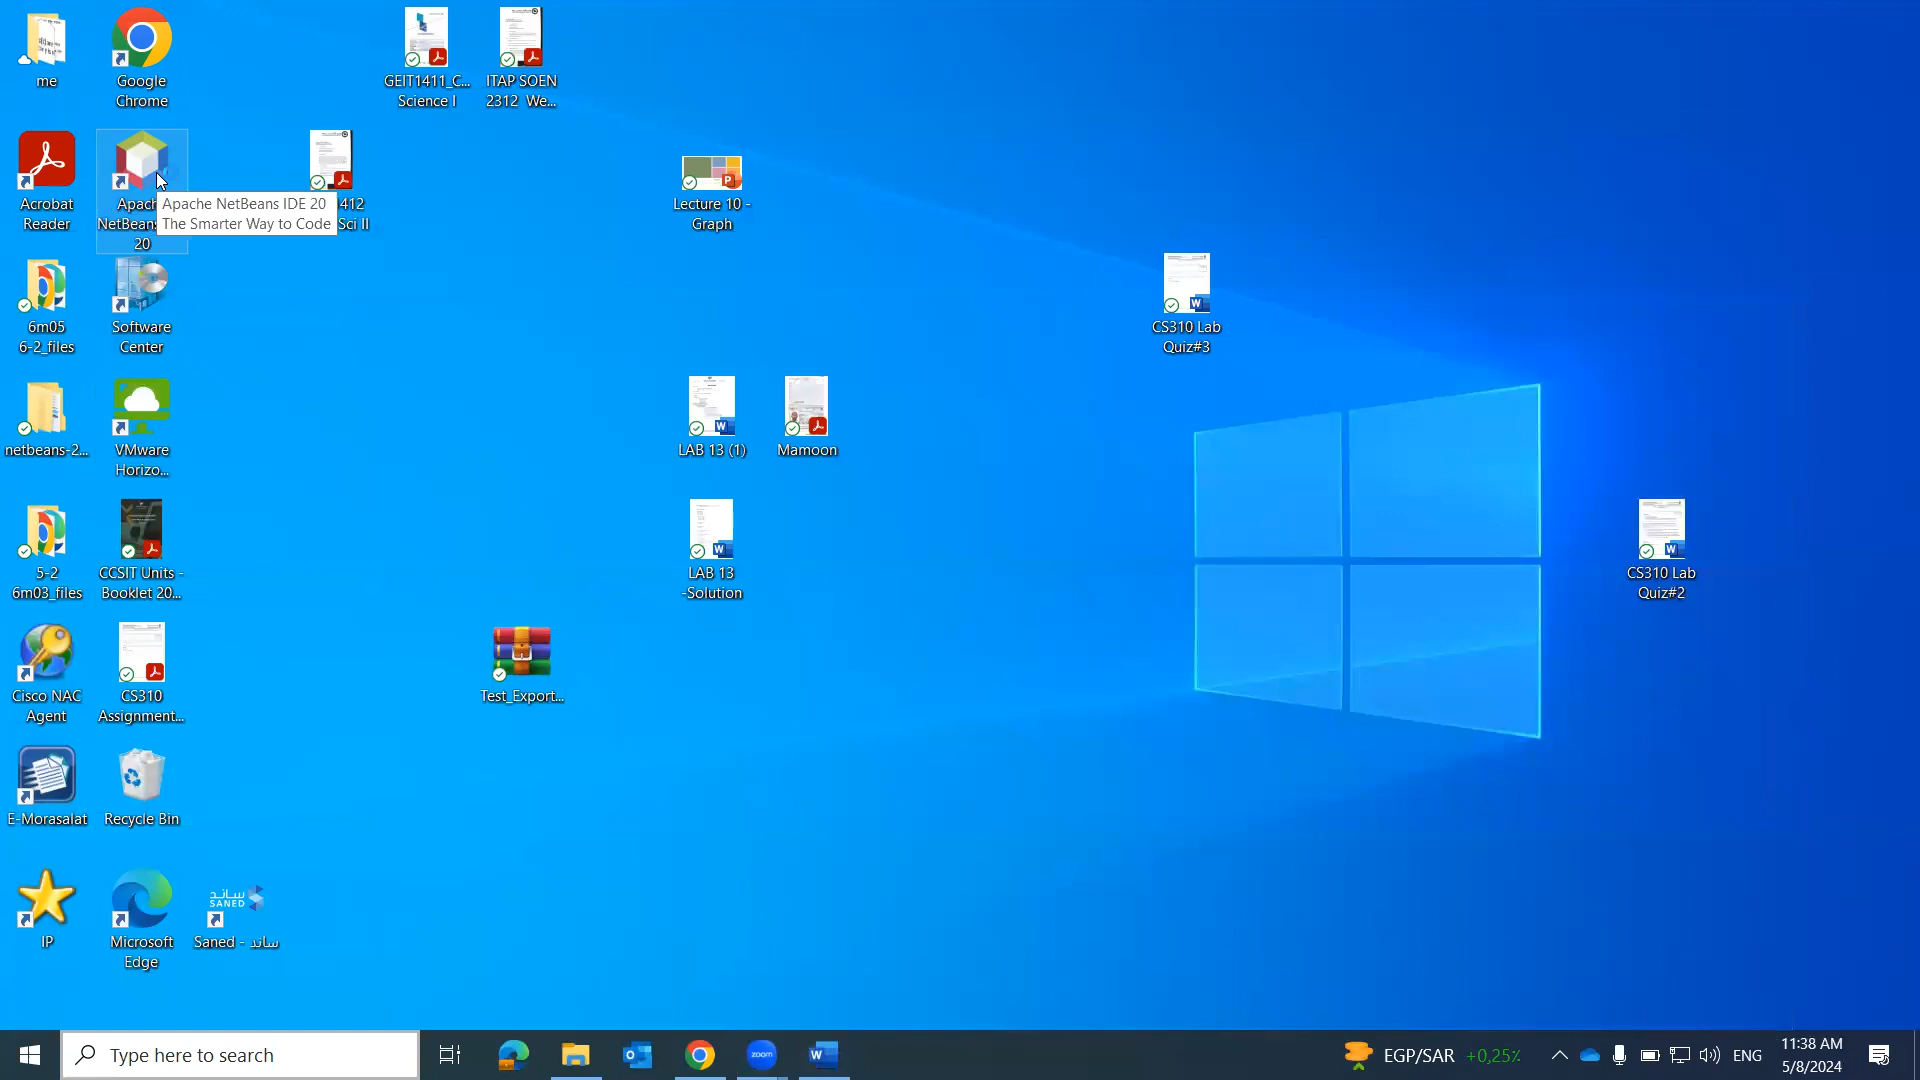 me
Google
Chrome
GEIT1411_C...
Science I
ITAP SOEN
2312 We...
Acrobat
Reader
Apach
NetBeans
20
Apache NetBeans IDE 20
The Smarter Way to Code
412
Sci II
Lecture 10 -
Graph
6m05
6-2_files
Software
Center
CS310 Lab
Quiz#3
netbeans-2...
VMware
Horizo...
LAB 13 (1)
Mamoon
5-2
6m03_files
CCSIT Units -
Booklet 20...
LAB 13
-Solution
CS310 Lab
Quiz#2
Cisco NAC
Agent
CS310
Assignment...
Test_Export...
E-Morasalat
Recycle Bin
IP
Microsoft
Edge
ساند
SANED
Saned - ساند
Type here to search
zoom
EGP/SAR +0,25%
ENG
11:38 AM
5/8/2024